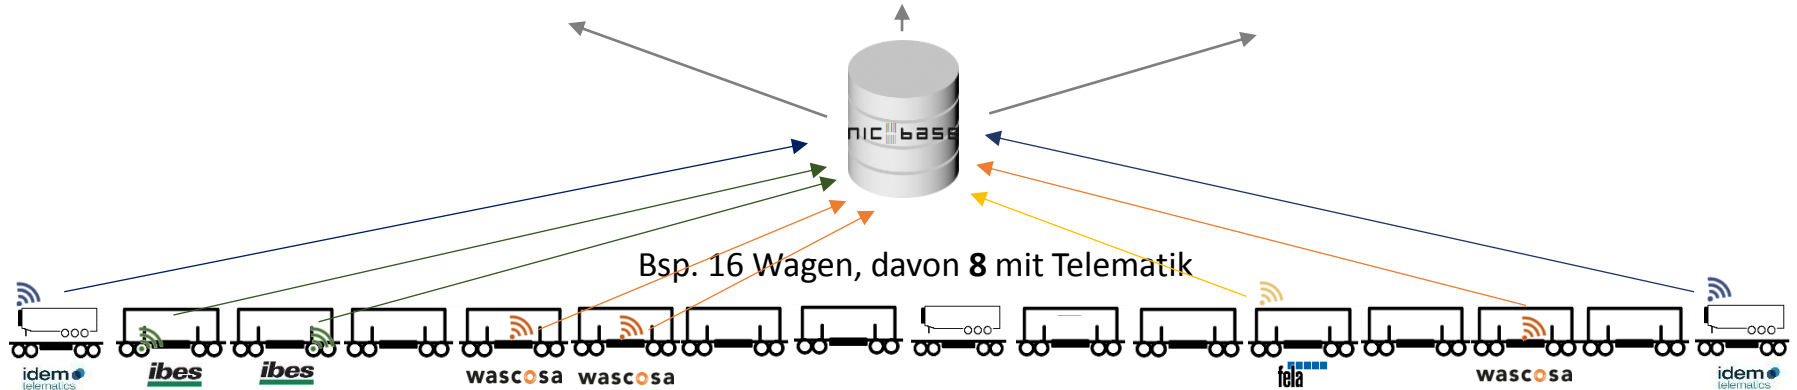 nic base
Bsp. 16 Wagen, davon 8 mit Telematik
idem
telematics
ibes
ibes
wascosa
wascosa
fela
wascosa
idem
telematics